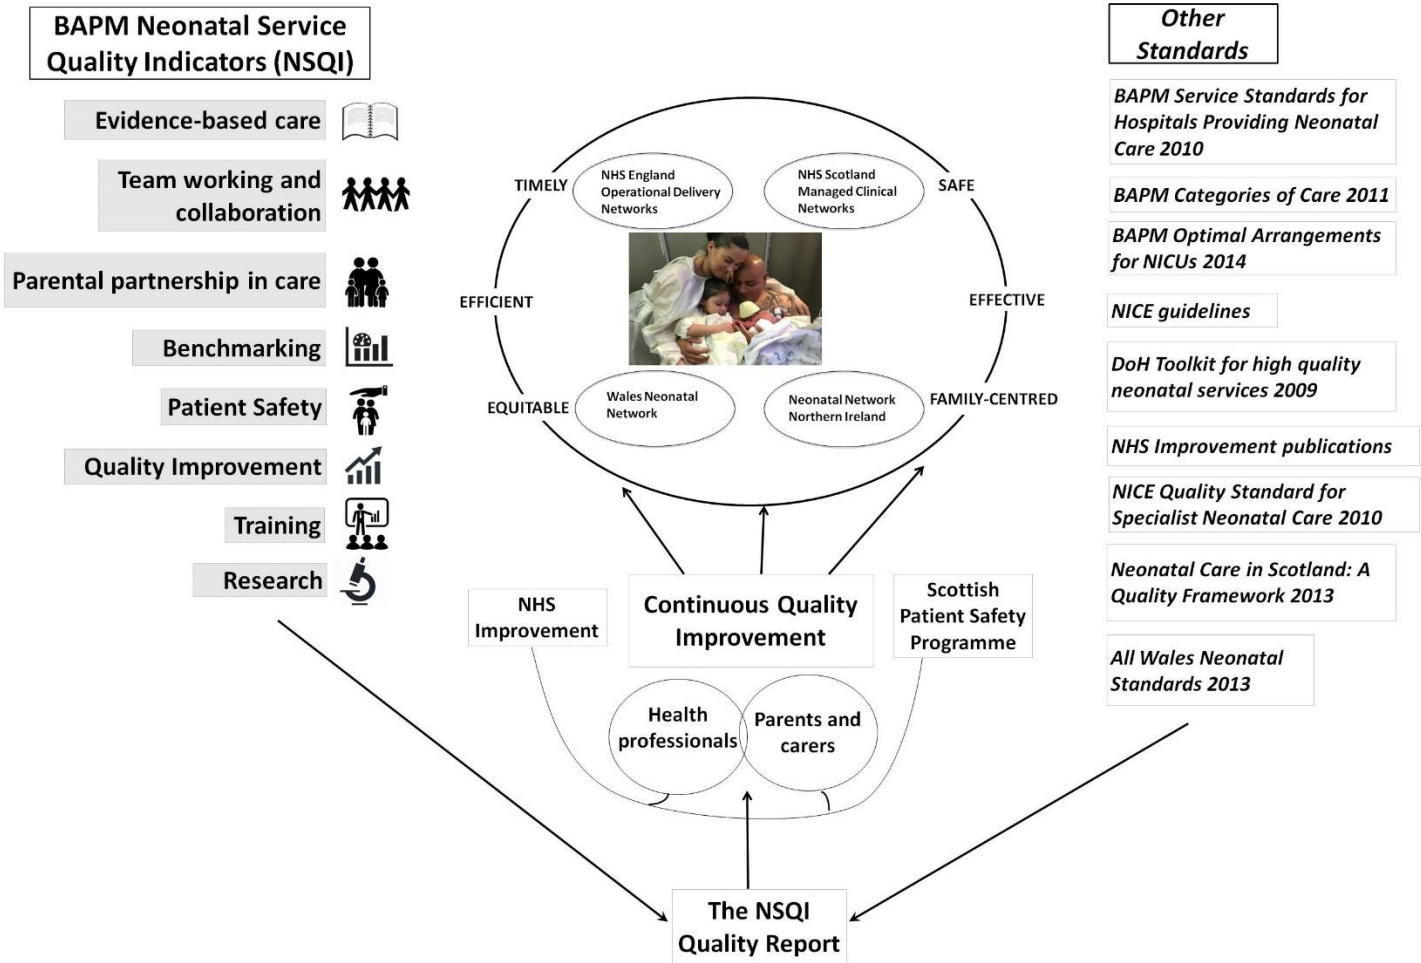 BAPM Neonatal Service
Quality Indicators (NSQI)
Evidence-based care
Team working and
collaboration
Parental partnership in care
Benchmarking
Patient Safety
Quality Improvement
Training
Research
TIMELY
NHS England
Operational Delivery
Networks
NHS Scotland
Managed Clinical
Networks
SAFE
EFFICIENT
EFFECTIVE
EQUITABLE
Wales Neonatal
Network
Neonatal Network
Northern Ireland
FAMILY-CENTRED
NHS
Improvement
Continuous Quality
Improvement
Scottish
Patient Safety
Programme
Health
professionals
Parents and
carers
The NSQI
Quality Report
Other
Standards
BAPM Service Standards for
Hospitals Providing Neonatal
Care 2010
BAPM Categories of Care 2011
BAPM Optimal Arrangements
for NICUs 2014
NICE guidelines
DoH Toolkit for high quality
neonatal services 2009
NHS Improvement publications
NICE Quality Standard for
Specialist Neonatal Care 2010
Neonatal Care in Scotland: A
Quality Framework 2013
All Wales Neonatal
Standards 2013